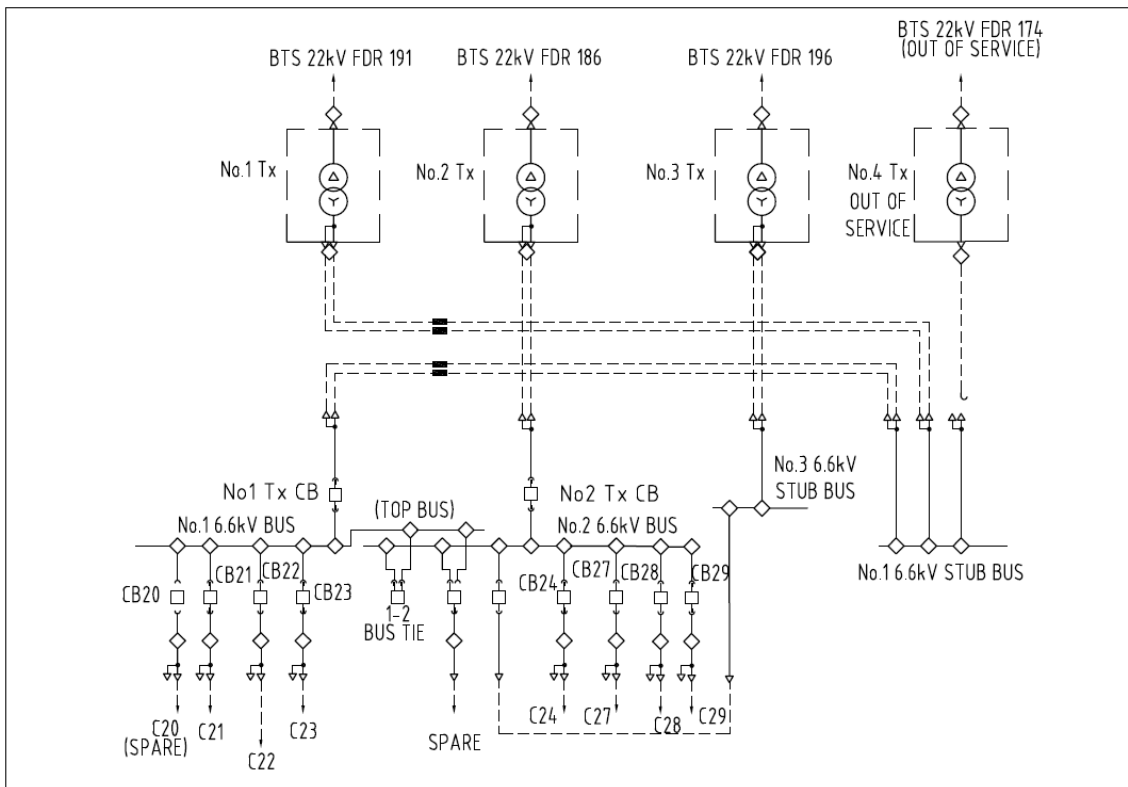 BTS 22kV FDR 191
BTS 22kV FDR 186
BTS 22kV FDR 196
BTS 22kV FDR 174
(OUT OF SERVICE)
No.1 Tx
No.2 Tx
No.3 Tx
No.4 Tx
OUT OF
SERVICE
No1 Tx CB
(TOP BUS)
No2 Tx CB
No.3 6.6kV
STUB BUS
No.1 6.6kV BUS
No.2 6.6kV BUS
No.1 6.6kV STUB BUS
CB20
CB21
CB22
CB23
1-2
BUS TIE
CB24
CB27
CB28
CB29
C20
(SPARE)
C21
C22
C23
SPARE
C24
C27
C28
C29